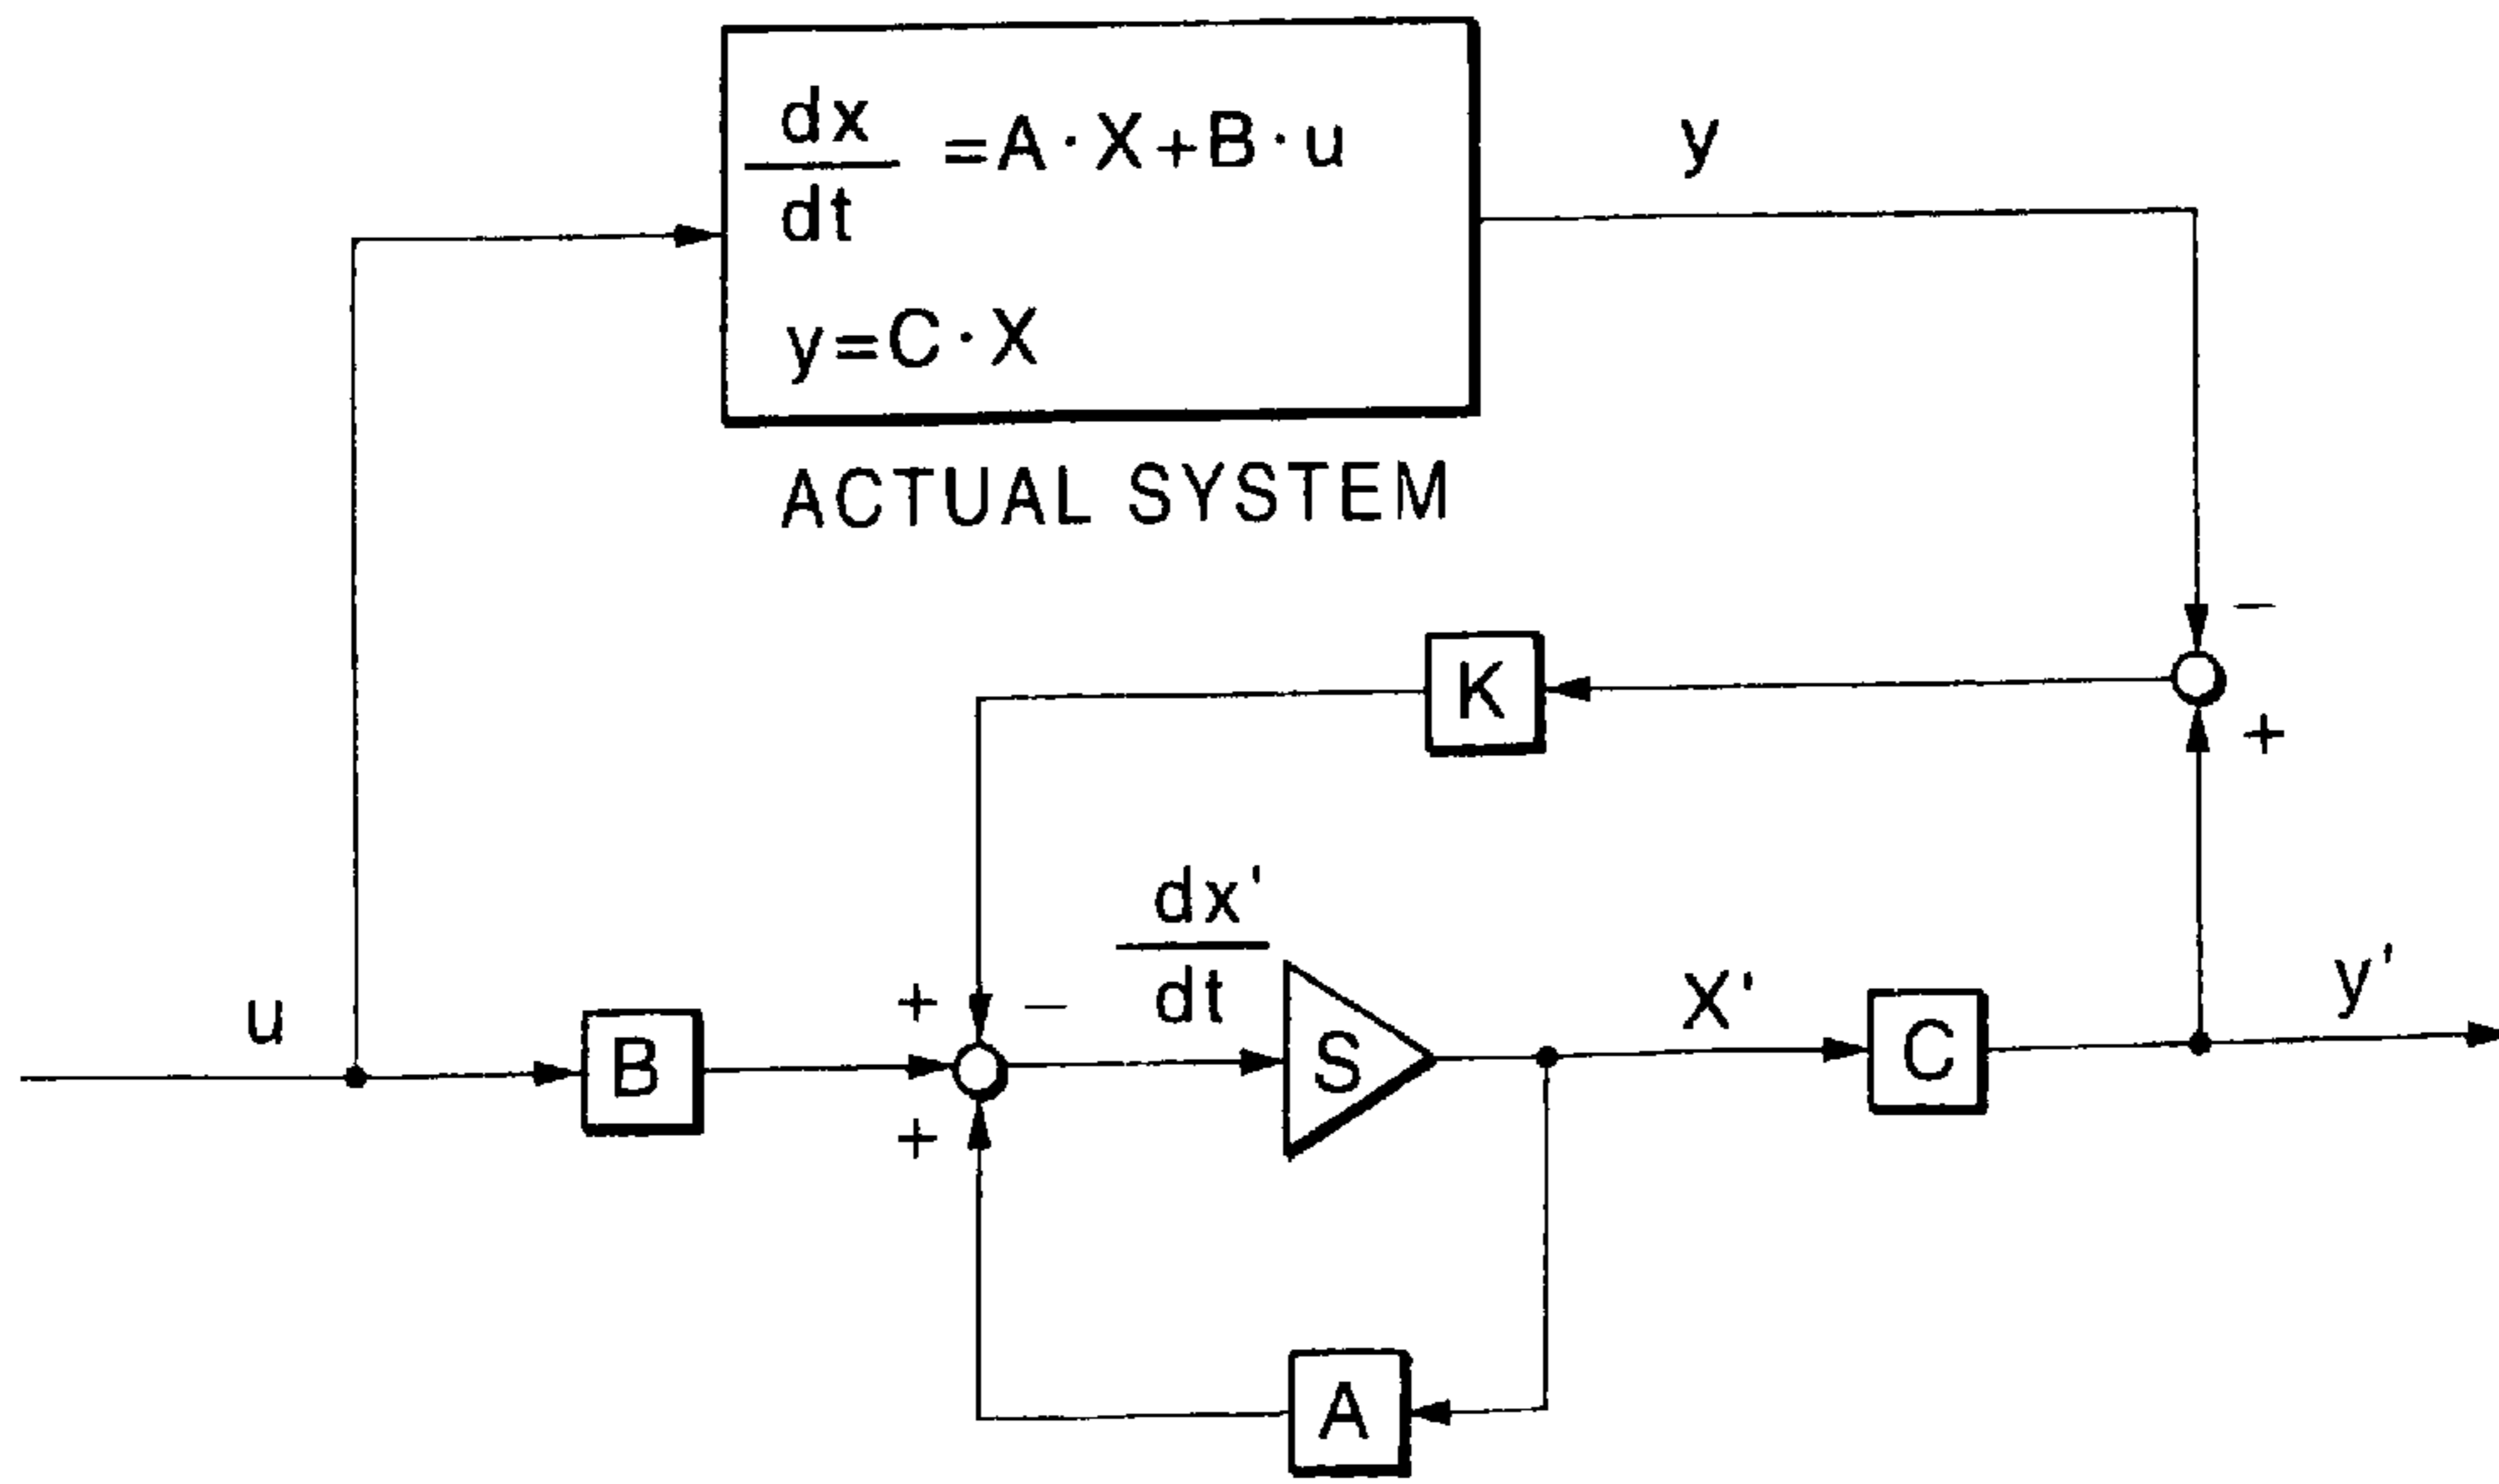 dx
dt
=A·X+B·u
y=C·X
y
ACTUAL SYSTEM
−
K
+
dx'
dt
u
B
+
−
+
S
X'
C
y'
A